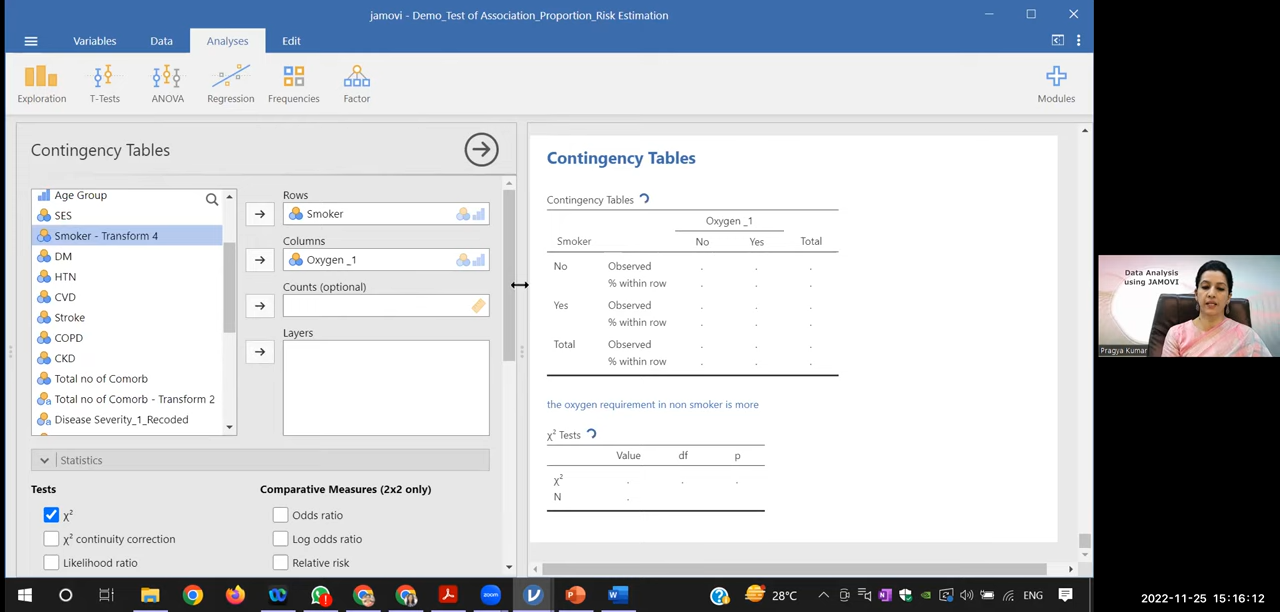 jamovi - Demo_Test of Association_Proportion_Risk Estimation
Variables Data Analyses Edit
Exploration T-Tests ANOVA Regression Frequencies Factor Modules
Contingency Tables
Age Group
SES
Smoker - Transform 4
DM
HTN
CVD
Stroke
COPD
CKD
Total no of Comorb
Total no of Comorb - Transform 2
Disease Severity_1_Recoded
Rows
Smoker
Columns
Oxygen _1
Counts (optional)
Layers
Statistics
Tests
χ²
χ² continuity correction
Likelihood ratio
Comparative Measures (2x2 only)
Odds ratio
Log odds ratio
Relative risk
Contingency Tables
Contingency Tables
Oxygen _1
Smoker No Yes Total
No Observed . . .
% within row . . .
Yes Observed . . .
% within row . . .
Total Observed . . .
% within row . . .
the oxygen requirement in non smoker is more
χ² Tests
Value df p
χ² . . .
N .
Data Analysis
using JAMOVI
Pragya Kumar
28°C
ENG
2022-11-25 15:16:12